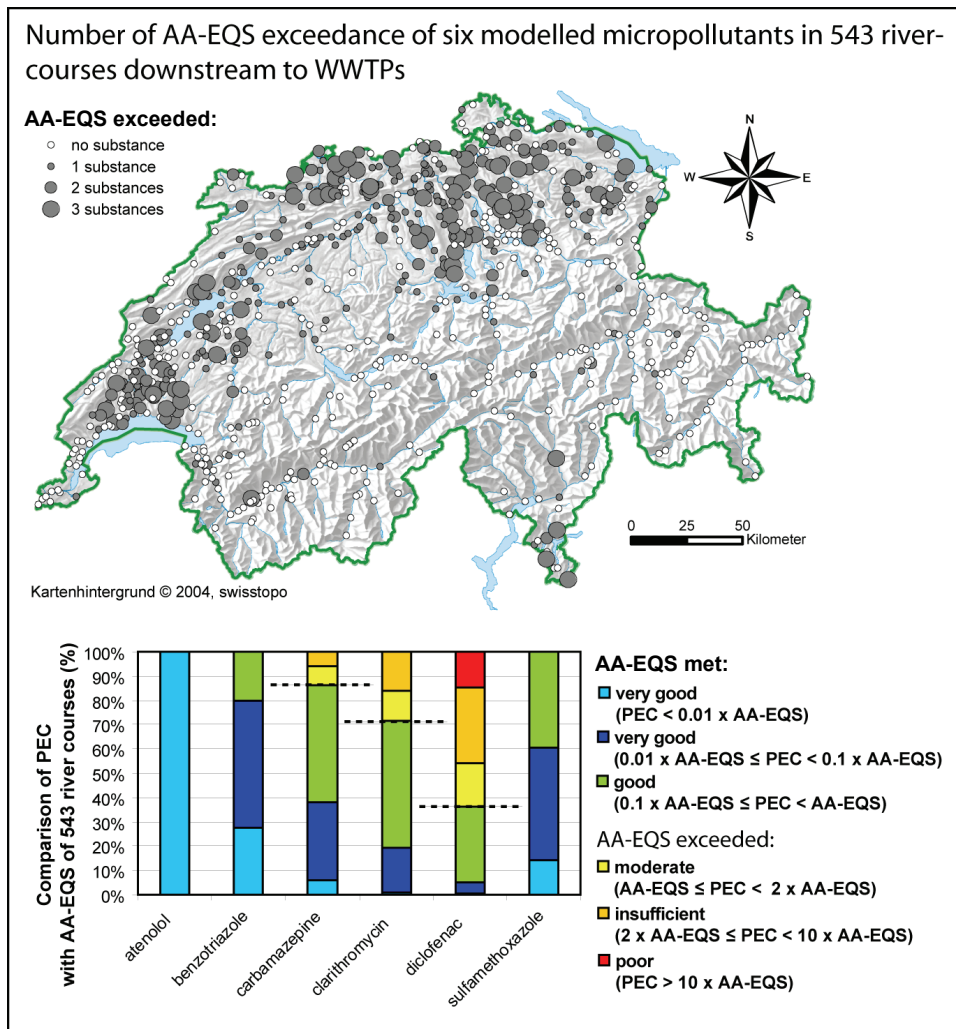 Number of AA-EQS exceedance of six modelled micropollutants in 543 river-
courses downstream to WWTPs
AA-EQS exceeded:
no substance
1 substance
2 substances
3 substances
N
W
E
S
0 25 50
Kilometer
Kartenhintergrund © 2004, swisstopo
Comparison of PEC
with AA-EQS of 543 river courses (%)
100%
90%
80%
70%
60%
50%
40%
30%
20%
10%
0%
atenolol
benzotriazole
carbamazepine
clarithromycin
diclofenac
sulfamethoxazole
AA-EQS met:
very good
(PEC < 0.01 x AA-EQS)
very good
(0.01 x AA-EQS ≤ PEC < 0.1 x AA-EQS)
good
(0.1 x AA-EQS ≤ PEC < AA-EQS)
AA-EQS exceeded:
moderate
(AA-EQS ≤ PEC < 2 x AA-EQS)
insufficient
(2 x AA-EQS ≤ PEC < 10 x AA-EQS)
poor
(PEC > 10 x AA-EQS)